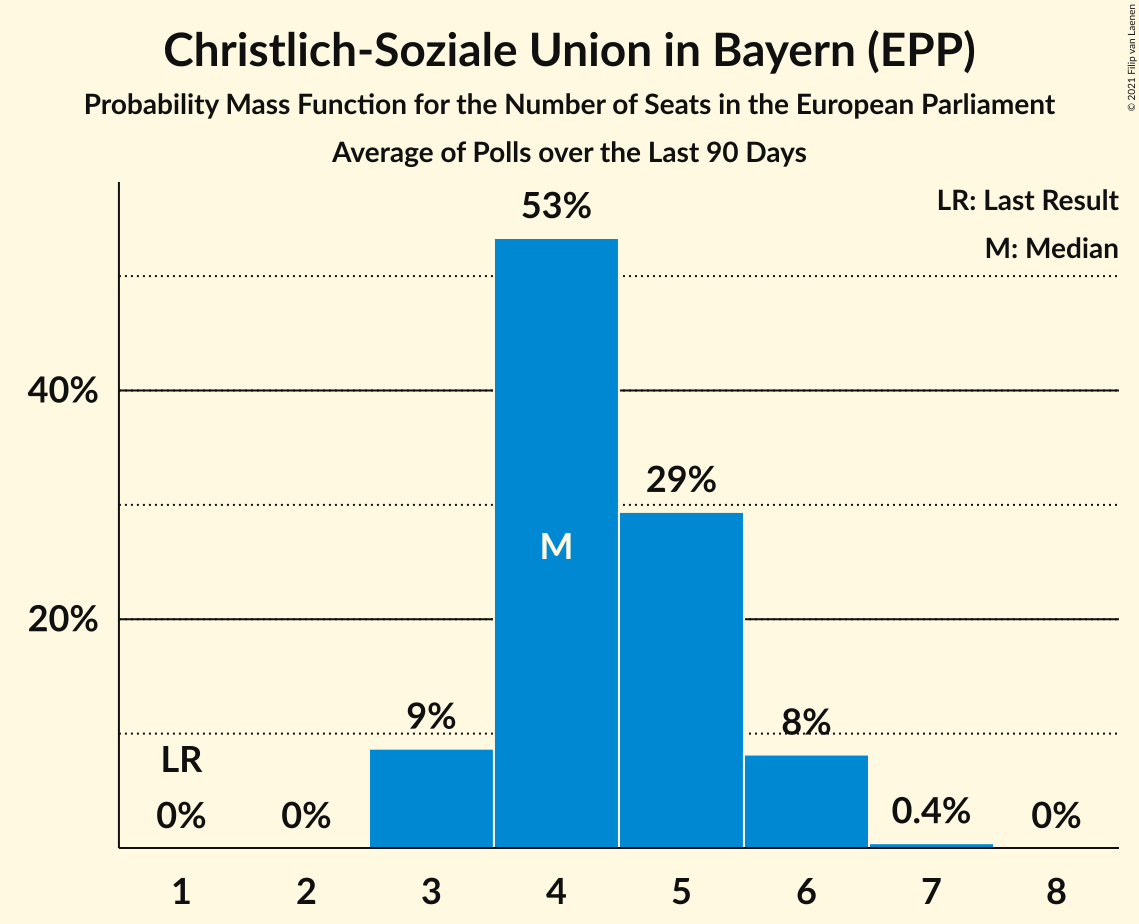 Christlich-Soziale Union in Bayern (EPP)
Probability Mass Function for the Number of Seats in the European Parliament
Average of Polls over the Last 90 Days
© 2021 Filip van Laenen
LR: Last Result
M: Median
53%
40%
29%
M
20%
9%
8%
LR
0%
0%
0.4%
0%
1 2 3 4 5 6 7 8